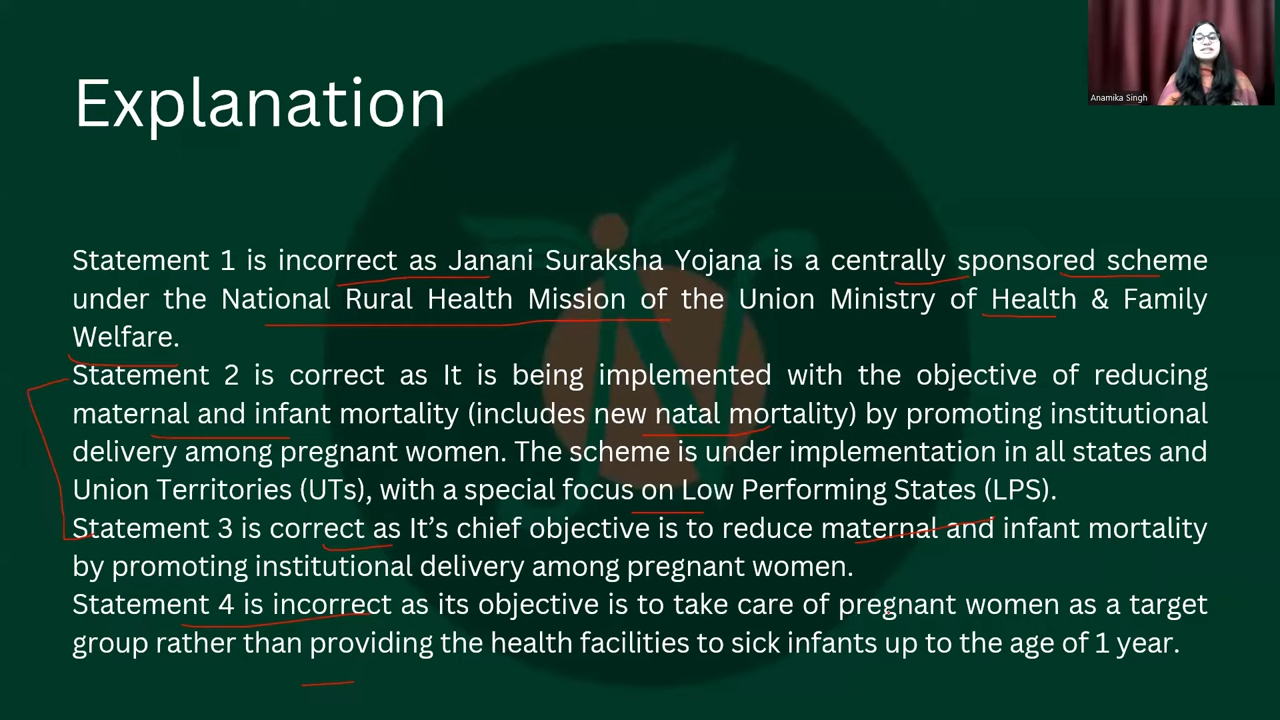 Explanation
Anamika Singh
Statement 1 is incorrect as Janani Suraksha Yojana is a centrally sponsored scheme
under the National Rural Health Mission of the Union Ministry of Health & Family
Welfare.
Statement 2 is correct as It is being implemented with the objective of reducing
maternal and infant mortality (includes new natal mortality) by promoting institutional
delivery among pregnant women. The scheme is under implementation in all states and
Union Territories (UTs), with a special focus on Low Performing States (LPS).
Statement 3 is correct as It’s chief objective is to reduce maternal and infant mortality
by promoting institutional delivery among pregnant women.
Statement 4 is incorrect as its objective is to take care of pregnant women as a target
group rather than providing the health facilities to sick infants up to the age of 1 year.